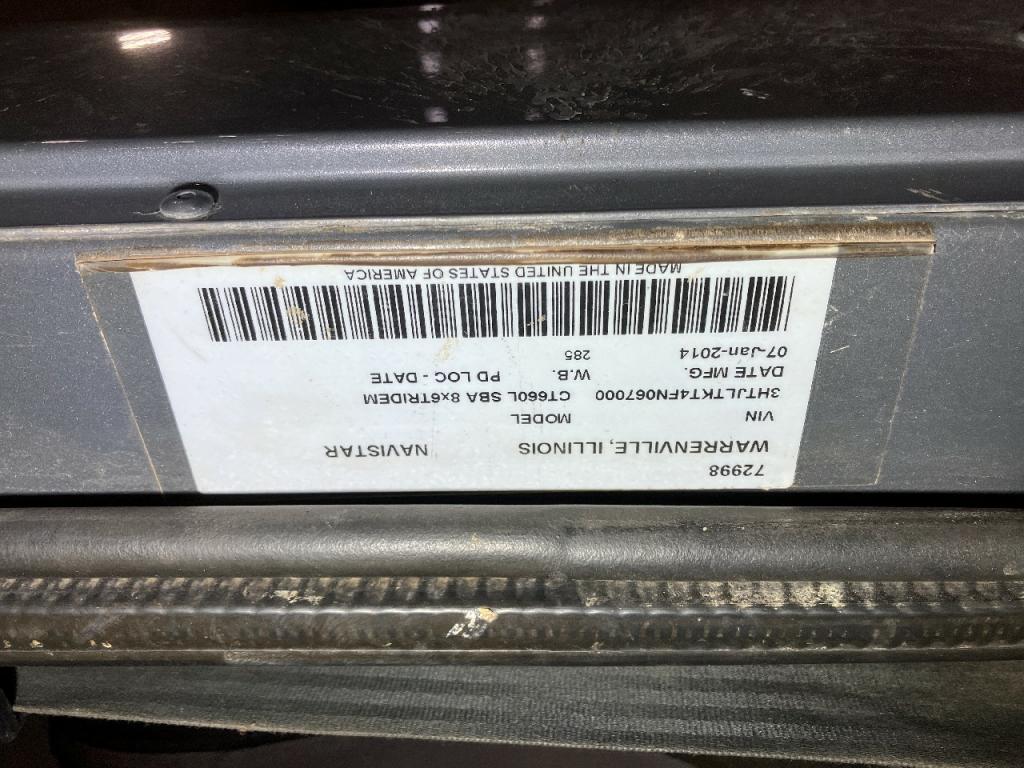 72998
WARRENVILLE, ILLINOIS NAVISTAR
VIN MODEL
3HTJLTKT4FN067000 CT660L SBA 8x6TRIDEM
DATE MFG. W.B. PD LOC - DATE
07-Jan-2014 285
MADE IN THE UNITED STATES OF AMERICA